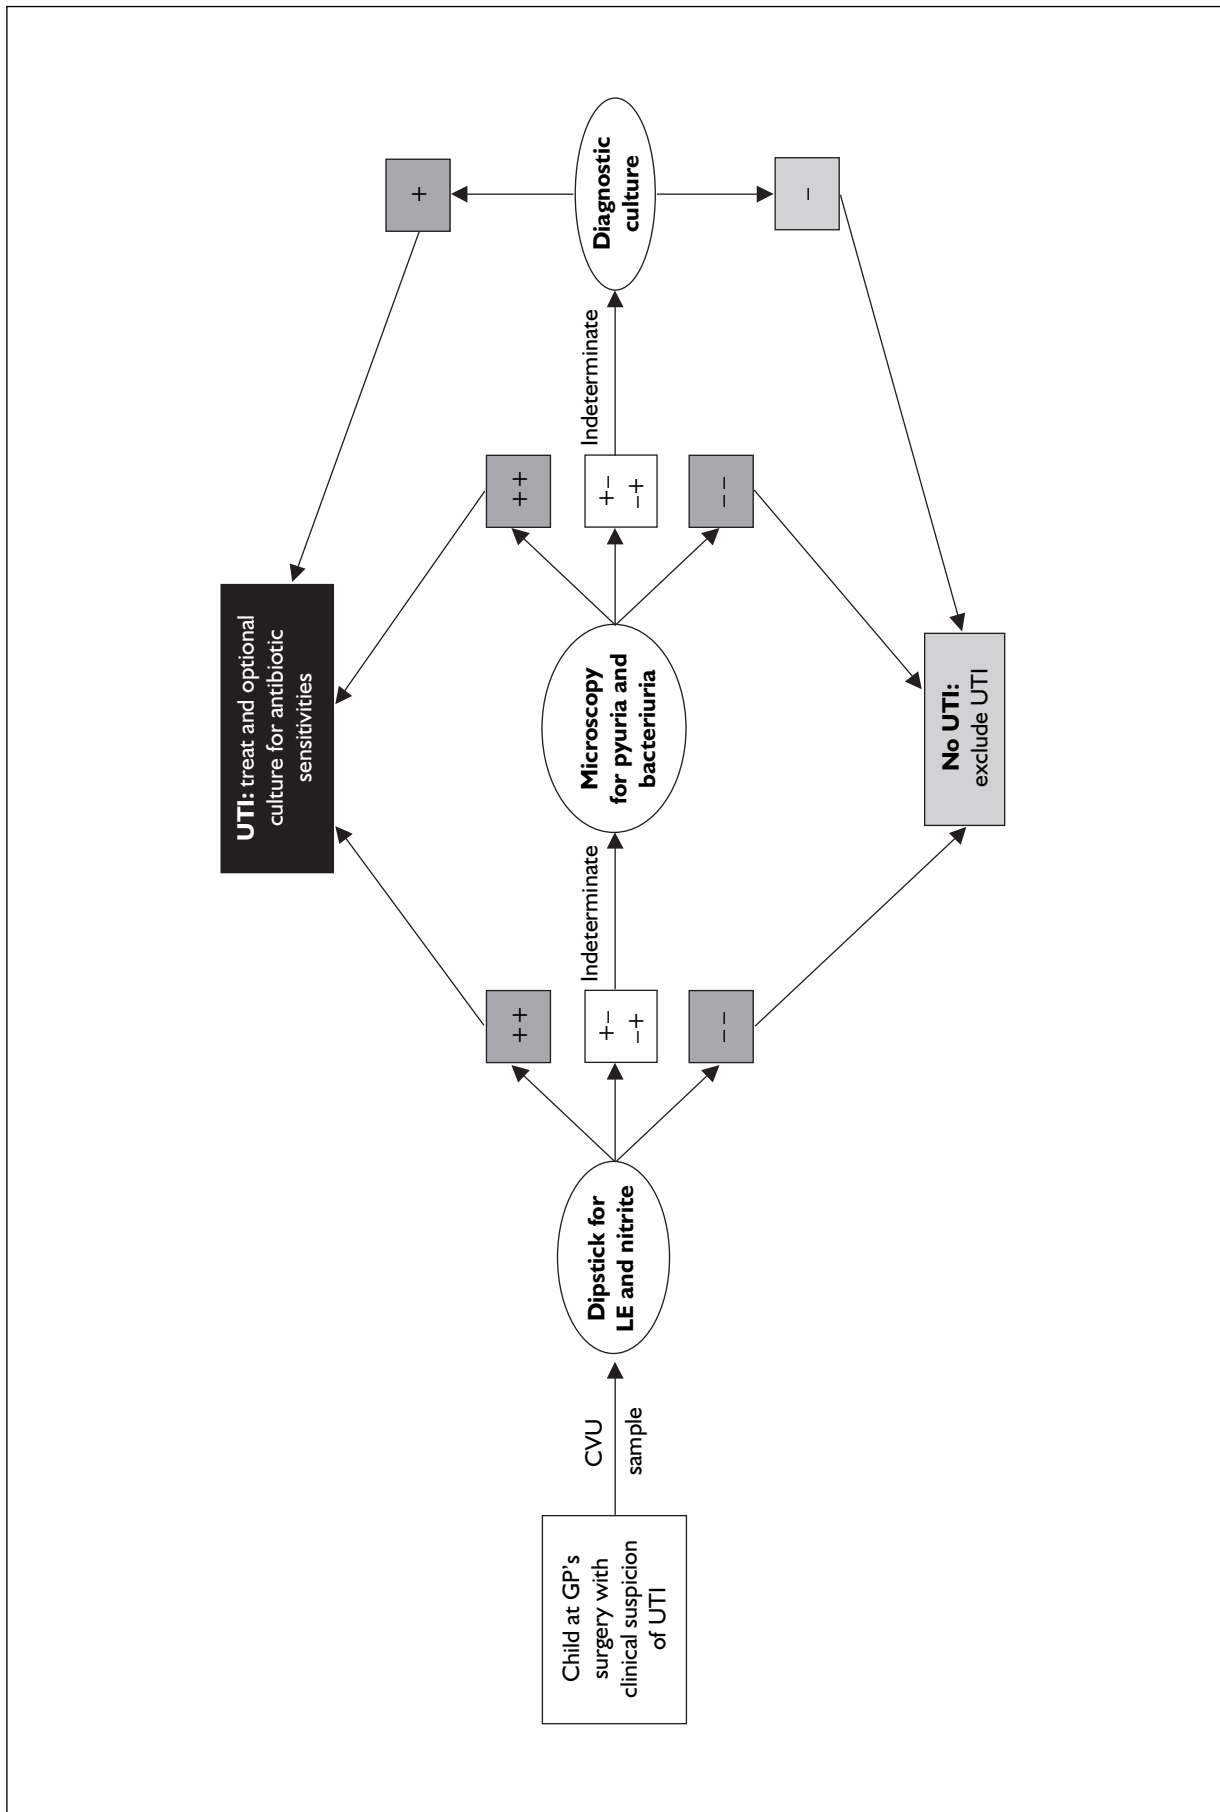 Child at GP's
surgery with
clinical suspicion
of UTI
CVU
sample
Dipstick for
LE and nitrite
++
+−
−+
−−
Indeterminate
UTI: treat and optional
culture for antibiotic
sensitivities
Microscopy
for pyuria and
bacteriuria
No UTI:
exclude UTI
++
+−
−+
−−
Indeterminate
Diagnostic
culture
+
−